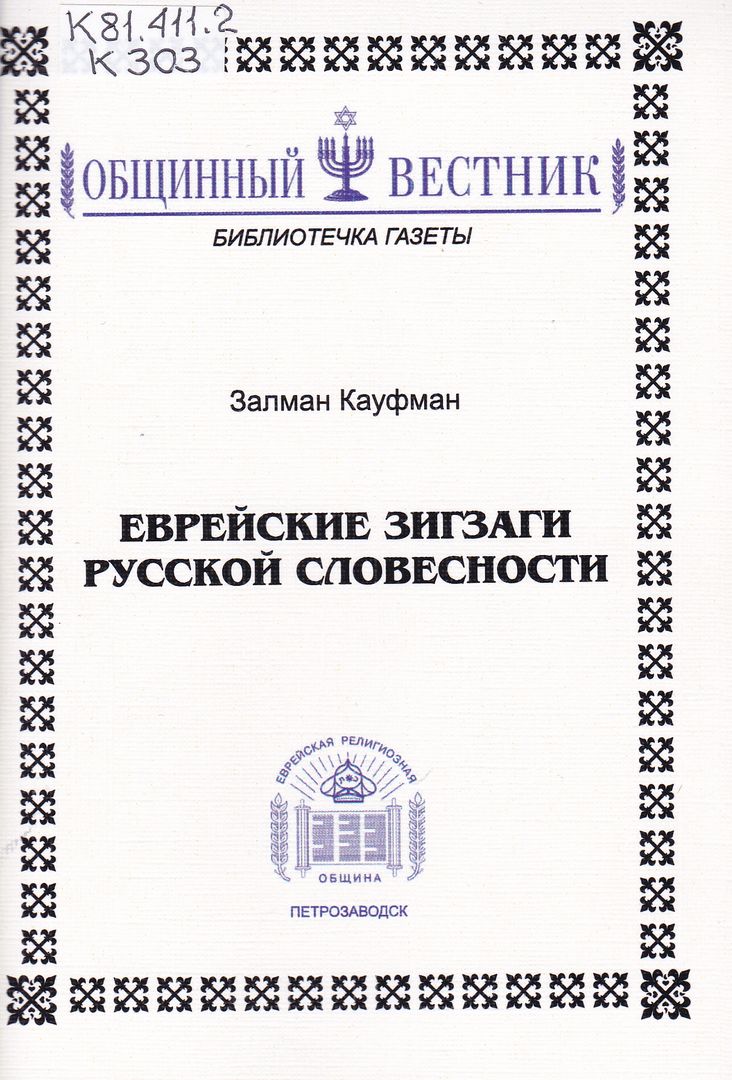 К81.411.2
К303
ОБЩИННЫЙ ВЕСТНИК
БИБЛИОТЕЧКА ГАЗЕТЫ
Залман Кауфман
ЕВРЕЙСКИЕ ЗИГЗАГИ
РУССКОЙ СЛОВЕСНОСТИ
ЕВРЕЙСКАЯ РЕЛИГИОЗНАЯ
ОБЩИНА
ПЕТРОЗАВОДСК